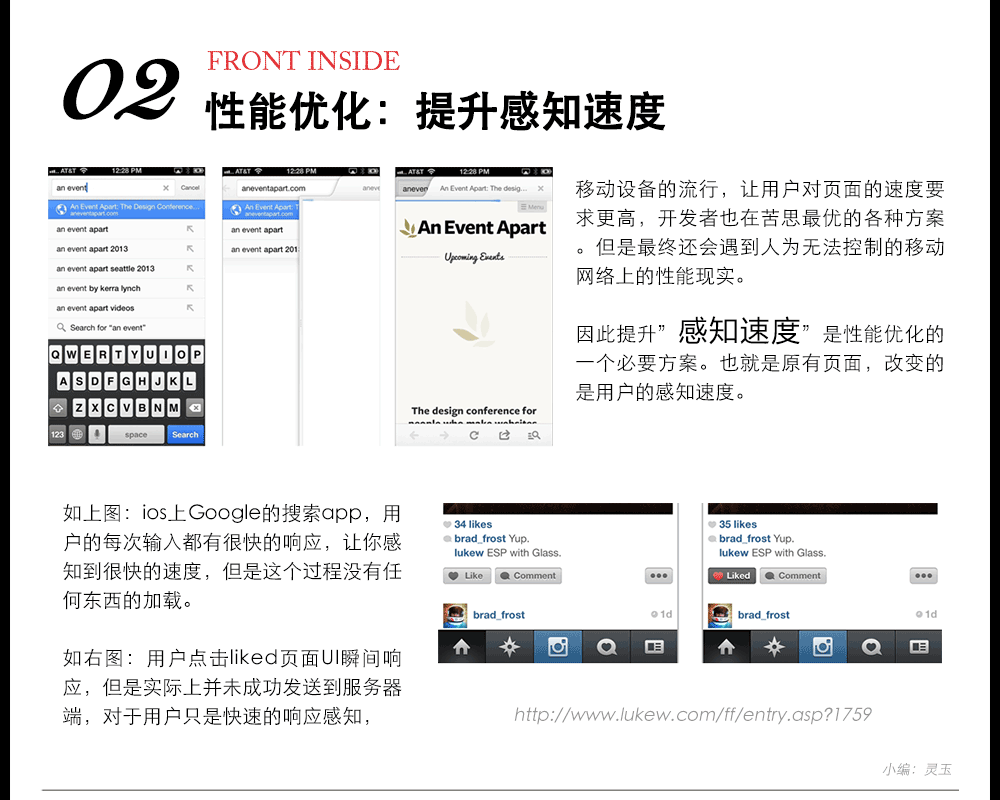 02
FRONT INSIDE
性能优化：提升感知速度
AT&T 12:28 PM
an event Cancel
An Event Apart: The Design Conference...
aneventapart.com
an event apart
an event apart 2013
an event apart seattle 2013
an event by kerra lynch
an event apart videos
Search for "an event"
Q W E R T Y U I O P
A S D F G H J K L
Z X C V B N M
123 space Search
AT&T 12:28 PM
aneventapart.com aneve
An Event Apart: T
aneventapart.com
an event apart
an event apart 201
AT&T 12:28 PM
aneven An Event Apart: The desig...
Menu
An Event Apart
Upcoming Events
The design conference for
people who make websites
移动设备的流行，让用户对页面的速度要
求更高，开发者也在苦思最优的各种方案
。但是最终还会遇到人为无法控制的移动
网络上的性能现实。
因此提升” 感知速度” 是性能优化的
一个必要方案。也就是原有页面，改变的
是用户的感知速度。
如上图：ios上Google的搜索app，用
户的每次输入都有很快的响应，让你感
知到很快的速度，但是这个过程没有任
何东西的加载。
如右图：用户点击liked页面UI瞬间响
应，但是实际上并未成功发送到服务器
端，对于用户只是快速的响应感知，
34 likes
brad_frost Yup.
lukew ESP with Glass.
Like Comment
brad_frost 1d
35 likes
brad_frost Yup.
lukew ESP with Glass.
Liked Comment
brad_frost 1d
http://www.lukew.com/ff/entry.asp?1759
小编：灵玉